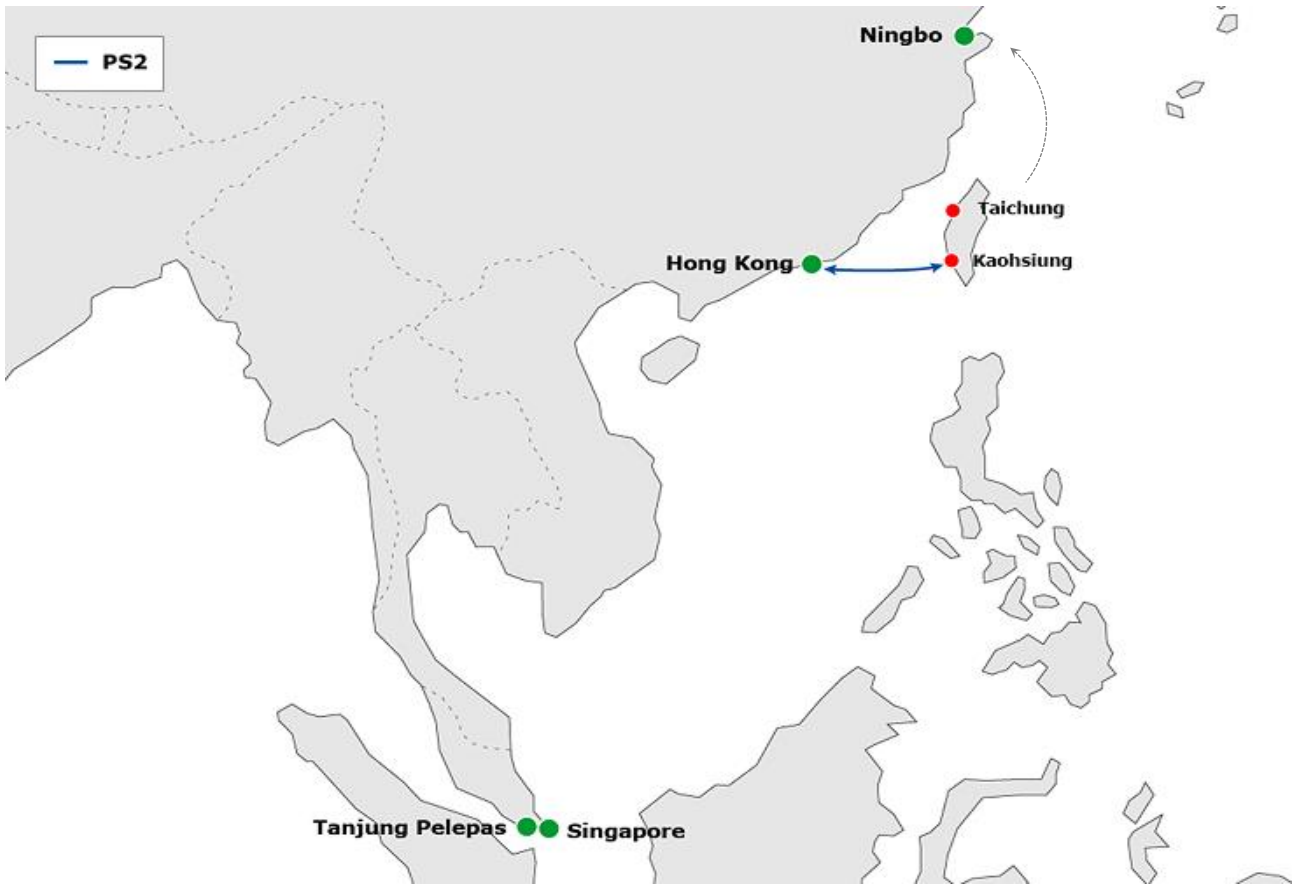 PS2
Ningbo
Taichung
Hong Kong
Kaohsiung
Tanjung Pelepas
Singapore